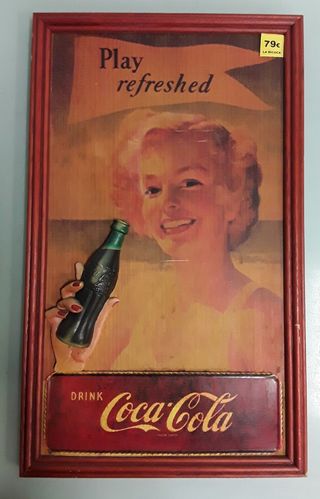 Play
refreshed
79€
DRINK Coca-Cola